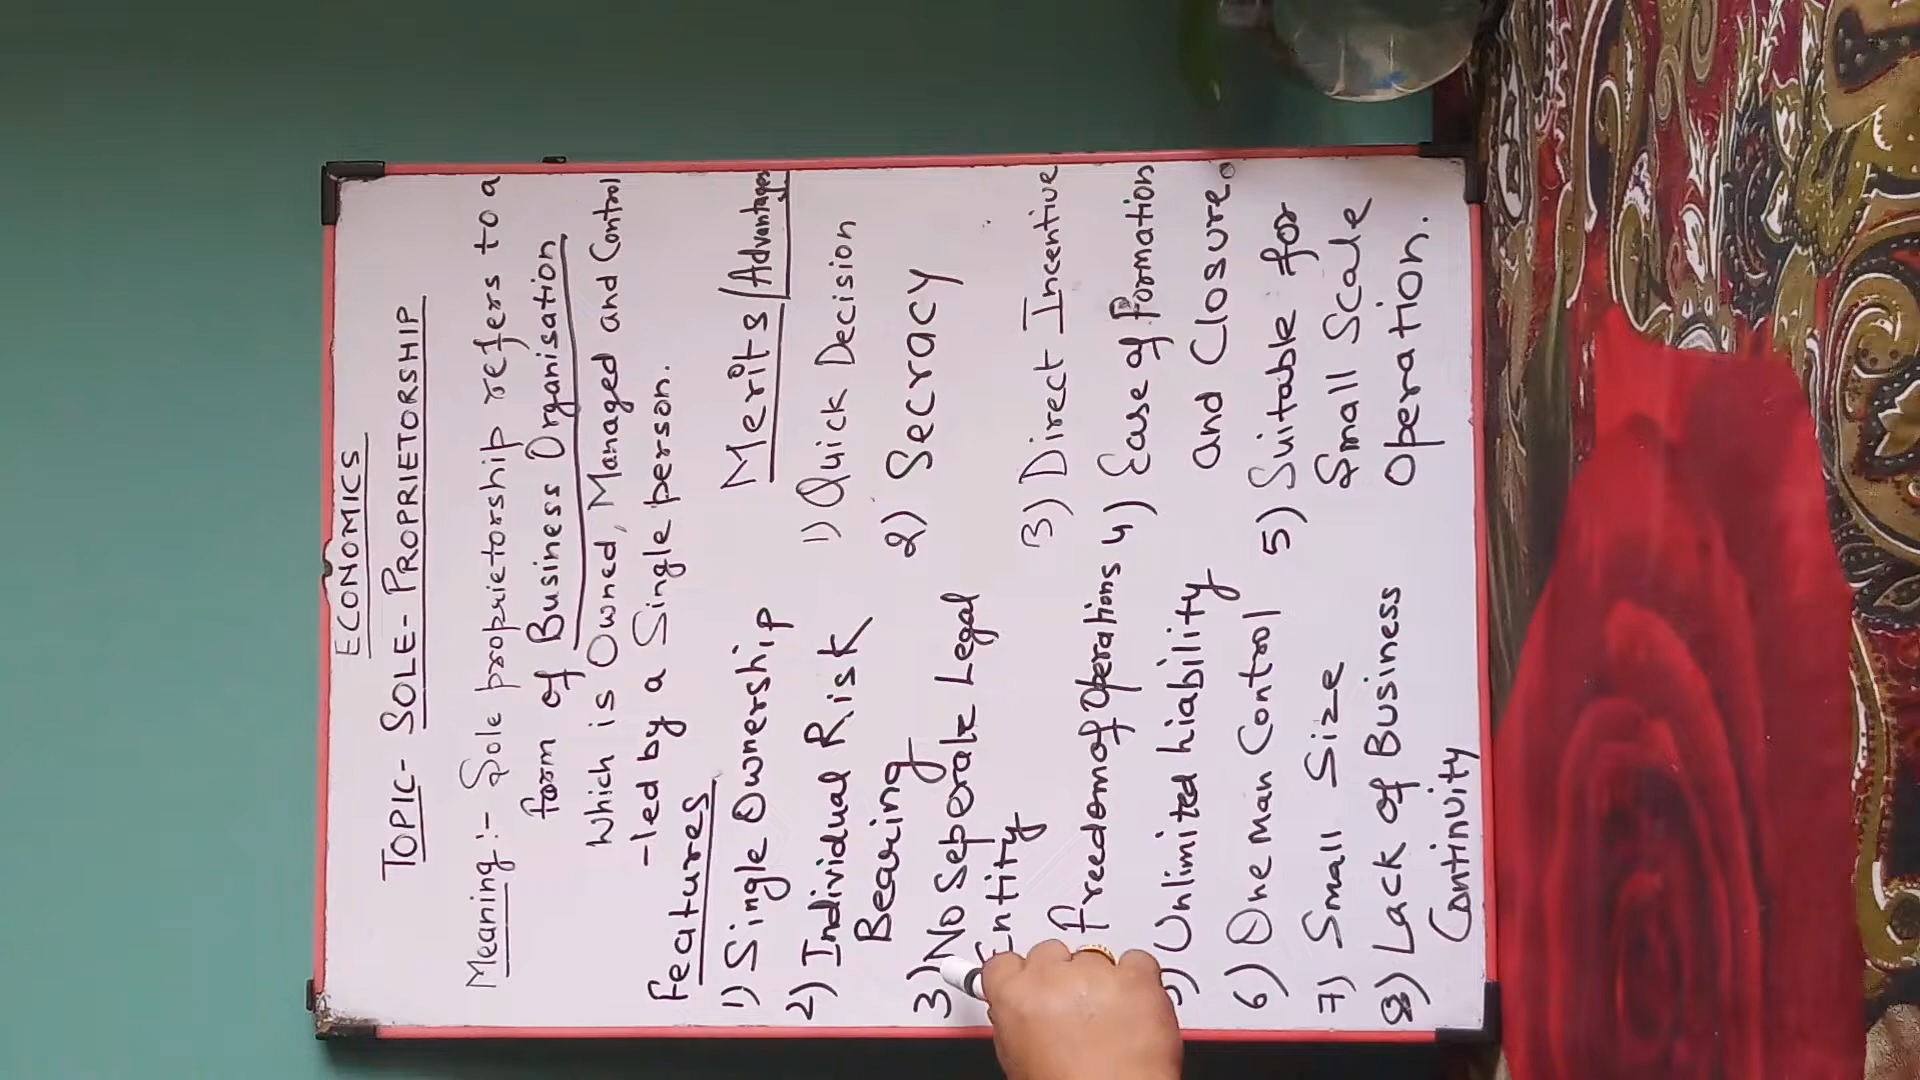 ECONOMICS
TOPIC- SOLE-PROPRIETORSHIP
Meaning:- Sole proprietorship refers to a
form of Business Organisation
Which is Owned, Managed and Control
-led by a Single person.
Features
1) Single Ownership
2) Individual Risk
Bearing
3) No Seperate Legal
Entity
Freedom of Operations
5) Unlimited Liability
6) One Man Control
7) Small Size
8) Lack of Business
Continuity
Merits/Advantages
1) Quick Decision
2) Secracy
3) Direct Incentive
4) Ease of Formation
and Closure.
5) Suitable for
Small Scale
Operation.